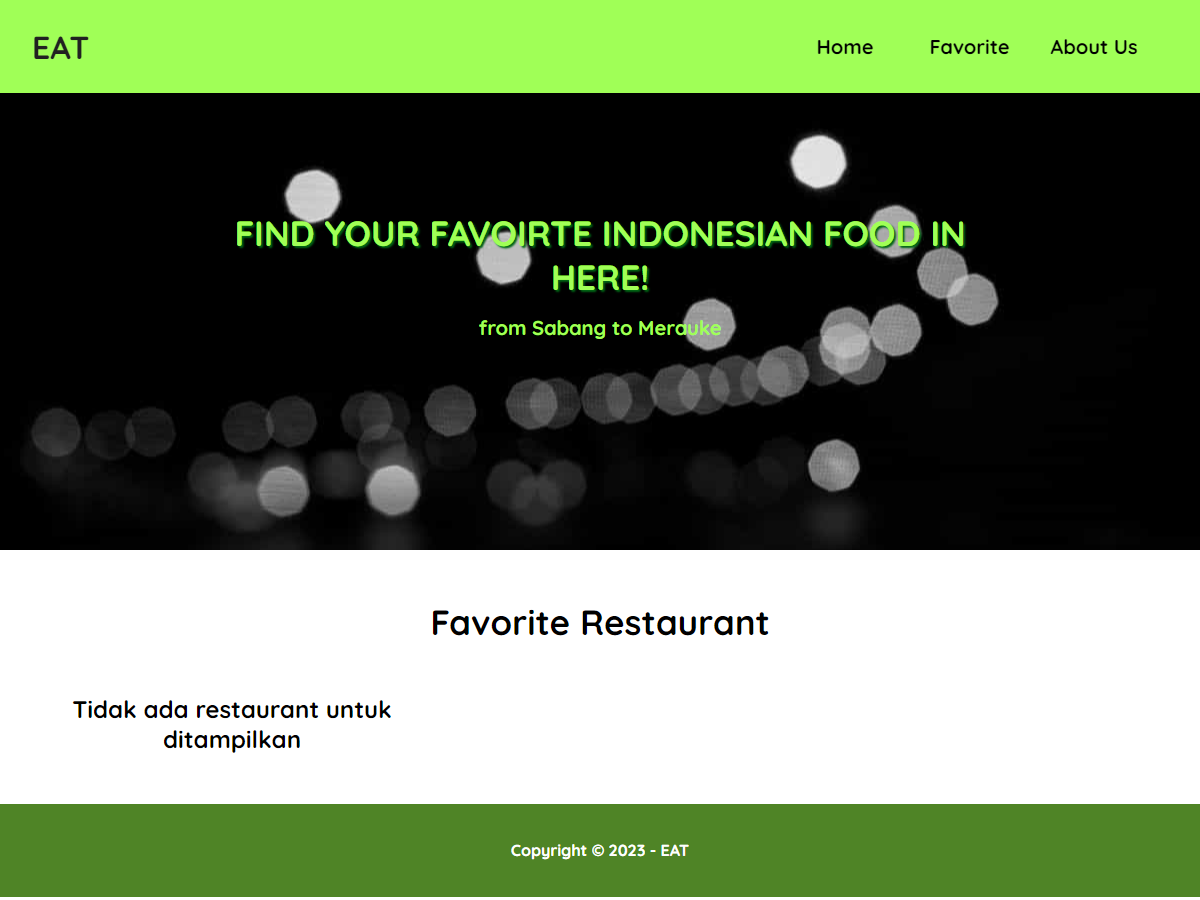 EAT
Home Favorite About Us
FIND YOUR FAVOIRTE INDONESIAN FOOD IN
HERE!
from Sabang to Merauke
Favorite Restaurant
Tidak ada restaurant untuk
ditampilkan
Copyright © 2023 - EAT